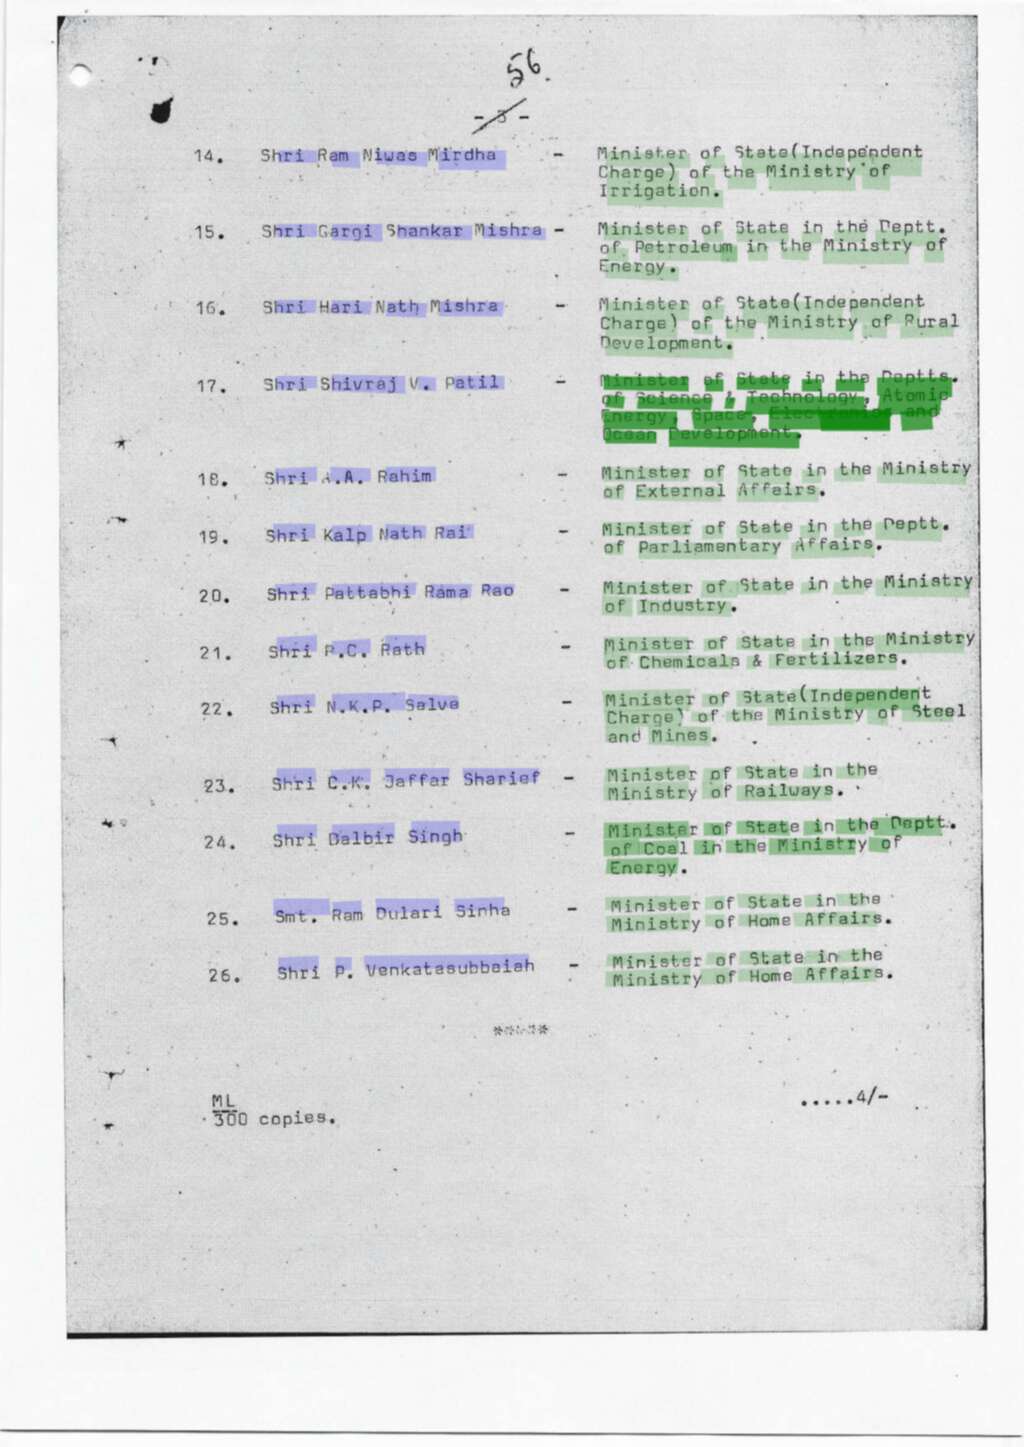 56.
- 3 -
14. Shri Ram Niwas Mirdha - Minister of State(Independent
Charge) of the Ministry of
Irrigation.
15. Shri Gargi Shankar Mishra - Minister of State in the Deptt.
of Petroleum in the Ministry of
Energy.
16. Shri Hari Nath Mishra - Minister of State(Independent
Charge) of the Ministry of Rural
Development.
17. Shri Shivraj V. Patil - Minister of State in the Deptts.
of Science & Technology, Atomic
Energy, Space, Electronics and
Ocean Development.
18. Shri A.A. Rahim - Minister of State in the Ministry
of External Affairs.
19. Shri Kalp Nath Rai - Minister of State in the Deptt.
of Parliamentary Affairs.
20. Shri Pattabhi Rama Rao - Minister of State in the Ministry
of Industry.
21. Shri R.C. Rath - Minister of State in the Ministry
of Chemicals & Fertilizers.
22. Shri N.K.P. Salve - Minister of State(Independent
Charge) of the Ministry of Steel
and Mines.
23. Shri C.K. Jaffar Sharief - Minister of State in the
Ministry of Railways.
24. Shri Dalbir Singh - Minister of State in the Deptt.
of Coal in the Ministry of
Energy.
25. Smt. Ram Dulari Sinha - Minister of State in the
Ministry of Home Affairs.
26. Shri P. Venkatasubbaiah - Minister of State in the
Ministry of Home Affairs.
*****
ML
300 copies.
.....4/-